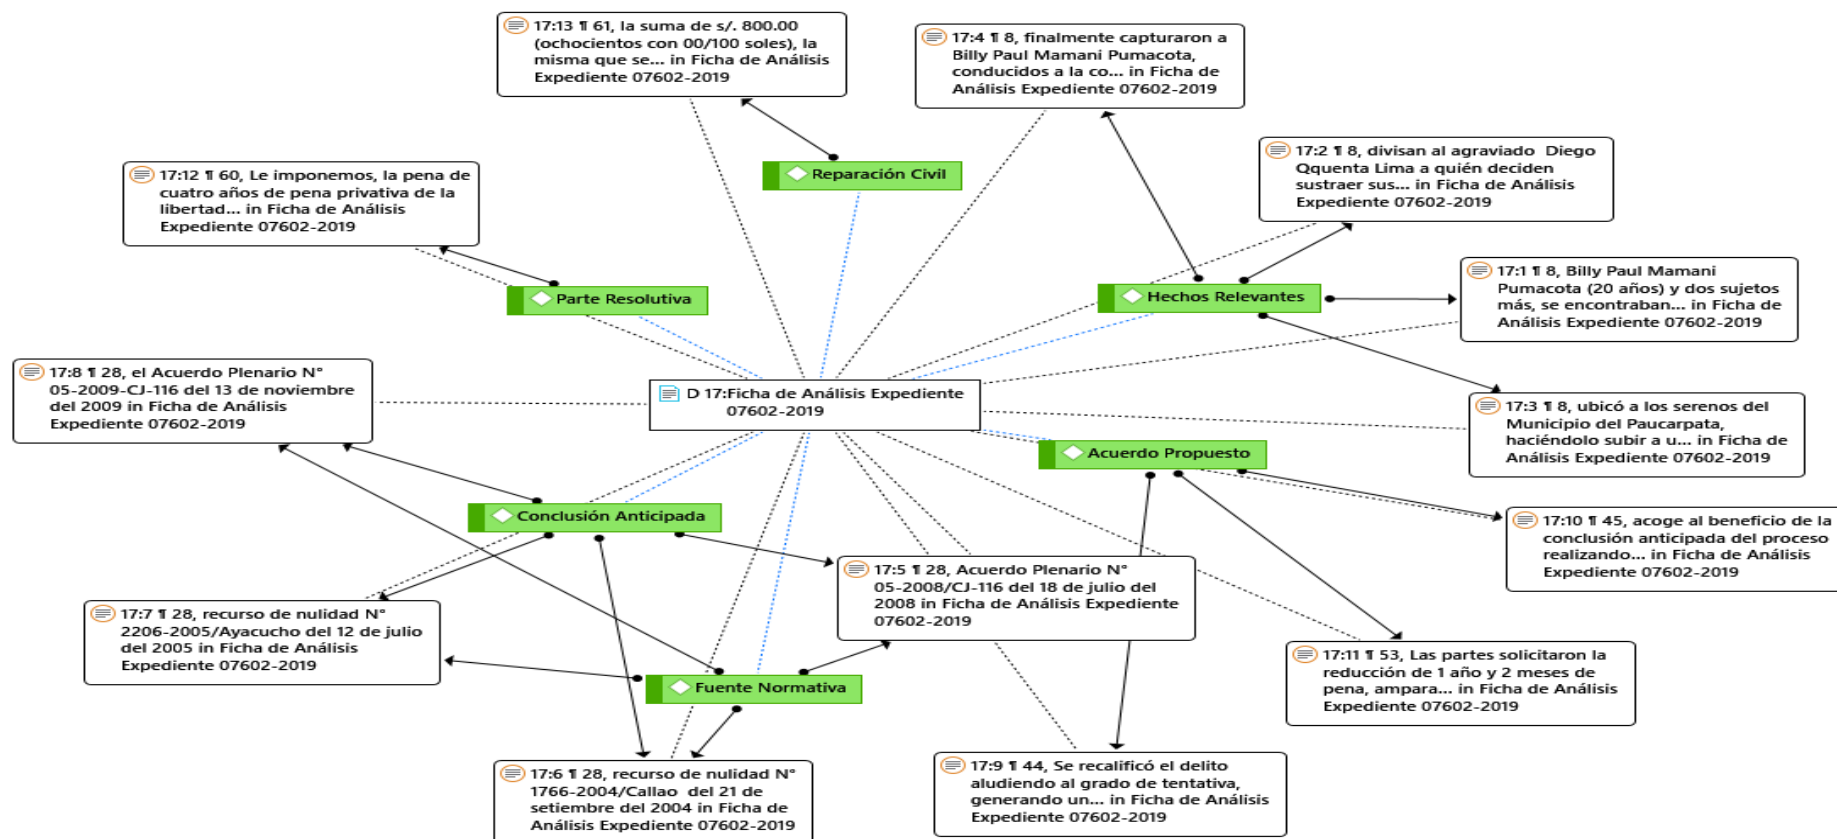 17:13 ¶ 61, la suma de s/. 800.00
(ochocientos con 00/100 soles), la
misma que se... in Ficha de Análisis
Expediente 07602-2019
17:4 ¶ 8, finalmente capturaron a
Billy Paul Mamani Pumacota,
conducidos a la co... in Ficha de
Análisis Expediente 07602-2019
17:2 ¶ 8, divisan al agraviado Diego
Qquenta Lima a quién deciden
sustraer sus... in Ficha de Análisis
Expediente 07602-2019
17:12 ¶ 60, Le imponemos, la pena de
cuatro años de pena privativa de la
libertad... in Ficha de Análisis
Expediente 07602-2019
Reparación Civil
17:1 ¶ 8, Billy Paul Mamani
Pumacota (20 años) y dos sujetos
más, se encontraban... in Ficha de
Análisis Expediente 07602-2019
Parte Resolutiva
Hechos Relevantes
17:8 ¶ 28, el Acuerdo Plenario N°
05-2009-CJ-116 del 13 de noviembre
del 2009 in Ficha de Análisis
Expediente 07602-2019
D 17:Ficha de Análisis Expediente
07602-2019
17:3 ¶ 8, ubicó a los serenos del
Municipio del Paucarpata,
haciéndolo subir a u... in Ficha de
Análisis Expediente 07602-2019
Acuerdo Propuesto
Conclusión Anticipada
17:10 ¶ 45, acoge al beneficio de la
conclusión anticipada del proceso
realizando... in Ficha de Análisis
Expediente 07602-2019
17:5 ¶ 28, Acuerdo Plenario N°
05-2008/CJ-116 del 18 de julio del
2008 in Ficha de Análisis Expediente
07602-2019
17:7 ¶ 28, recurso de nulidad N°
2206-2005/Ayacucho del 12 de julio
del 2005 in Ficha de Análisis
Expediente 07602-2019
17:11 ¶ 53, Las partes solicitaron la
reducción de 1 año y 2 meses de
pena, ampara... in Ficha de Análisis
Expediente 07602-2019
Fuente Normativa
17:6 ¶ 28, recurso de nulidad N°
1766-2004/Callao del 21 de
setiembre del 2004 in Ficha de
Análisis Expediente 07602-2019
17:9 ¶ 44, Se recalificó el delito
aludiendo al grado de tentativa,
generando un... in Ficha de Análisis
Expediente 07602-2019